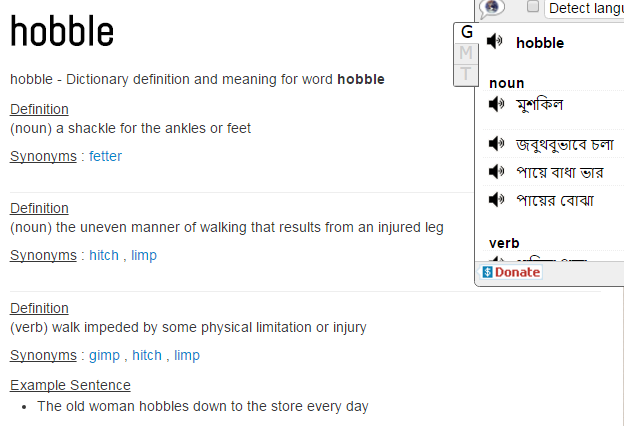 hobble
hobble - Dictionary definition and meaning for word hobble
Definition
(noun) a shackle for the ankles or feet
Synonyms : fetter
Definition
(noun) the uneven manner of walking that results from an injured leg
Synonyms : hitch , limp
Definition
(verb) walk impeded by some physical limitation or injury
Synonyms : gimp , hitch , limp
Example Sentence
The old woman hobbles down to the store every day
Detect langu
G
M
T
hobble
noun
মুশকিল
জবুথবুভাবে চলা
পায়ে বাধা ভার
পায়ের বোঝা
verb
Donate